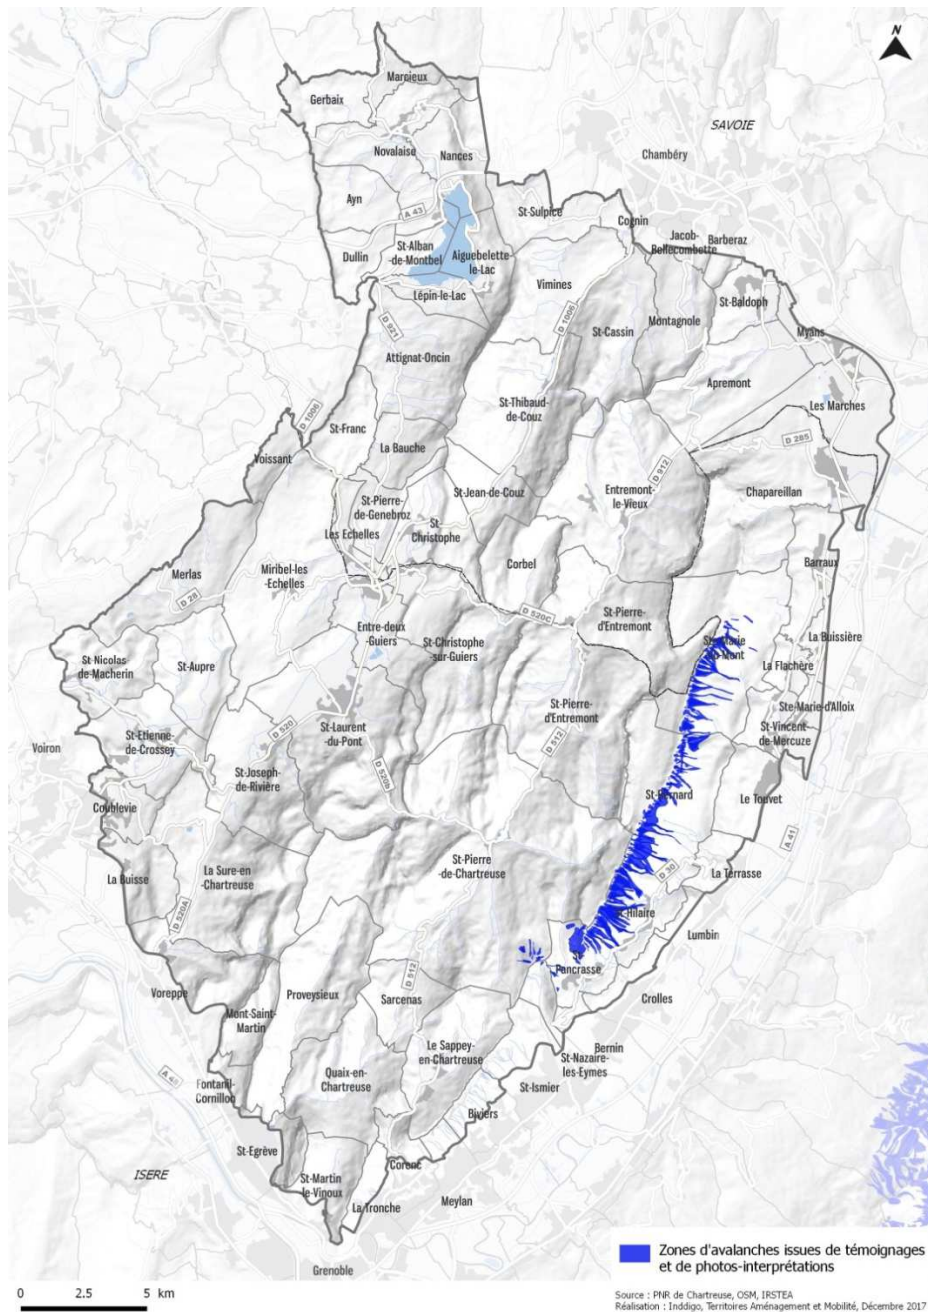 N
Marcieux
Gerbaix
SAVOIE
Chambéry
Novalaise
Nances
Ayn
A 43
St-Sulpice
Cognin
Jacob-
Bellecombette
Barberaz
Dullin
St-Alban
-de-Montbel
Aiguebelette-
le-Lac
Vimines
St-Baldoph
Lépin-le-Lac
D 1006
St-Cassin
Montagnole
Myans
D 921
Attignat-Oncin
Apremont
Les Marches
D 1006
St-Franc
St-Thibaud-
de-Couz
D 285
Voissant
La Bauche
D 912
Entremont
-le-Vieux
Chapareillan
St-Pierre-
de-Genebroz
St-Jean-de-Couz
Les Echelles
St-
Christophe
Corbel
Barraux
Merlas
Miribel-les
-Echelles
D 28
D 520C
St-Pierre-
d'Entremont
Entre-deux
-Guiers
St-Christophe
-sur-Guiers
La Buissière
St-Nicolas
-de-Macherin
St-Aupre
La Flachère
St-Pierre-
d'Entremont
Ste-Marie-d'Alloix
Voiron
St-Etienne-
de-Crossey
D 520
St-Laurent
-du-Pont
D 512
St-Vincent-
de-Mercuze
St-Joseph-
de-Rivière
D 520b
St-Bernard
Le Touvet
Coublevie
A 41
La Buisse
La Sure-en
-Chartreuse
St-Pierre
-de-Chartreuse
D 30
La Terrasse
D 520A
St-Hilaire
Lumbin
D 512
Pancrasse
Voreppe
Proveysieux
Sarcenas
Crolles
Mont-Saint-
Martin
Le Sappey
-en-Chartreuse
Bernin
Quaix-en
-Chartreuse
St-Nazaire-
les-Eymes
Fontanil-
Cornillon
St-Ismier
Biviers
St-Egrève
Corenc
ISERE
St-Martin
-le-Vinoux
Meylan
La Tronche
Grenoble
Zones d'avalanches issues de témoignages
et de photos-interprétations
0 2.5 5 km
Source : PNR de Chartreuse, OSM, IRSTEA
Réalisation : Inddigo, Territoires Aménagement et Mobilité, Décembre 2017